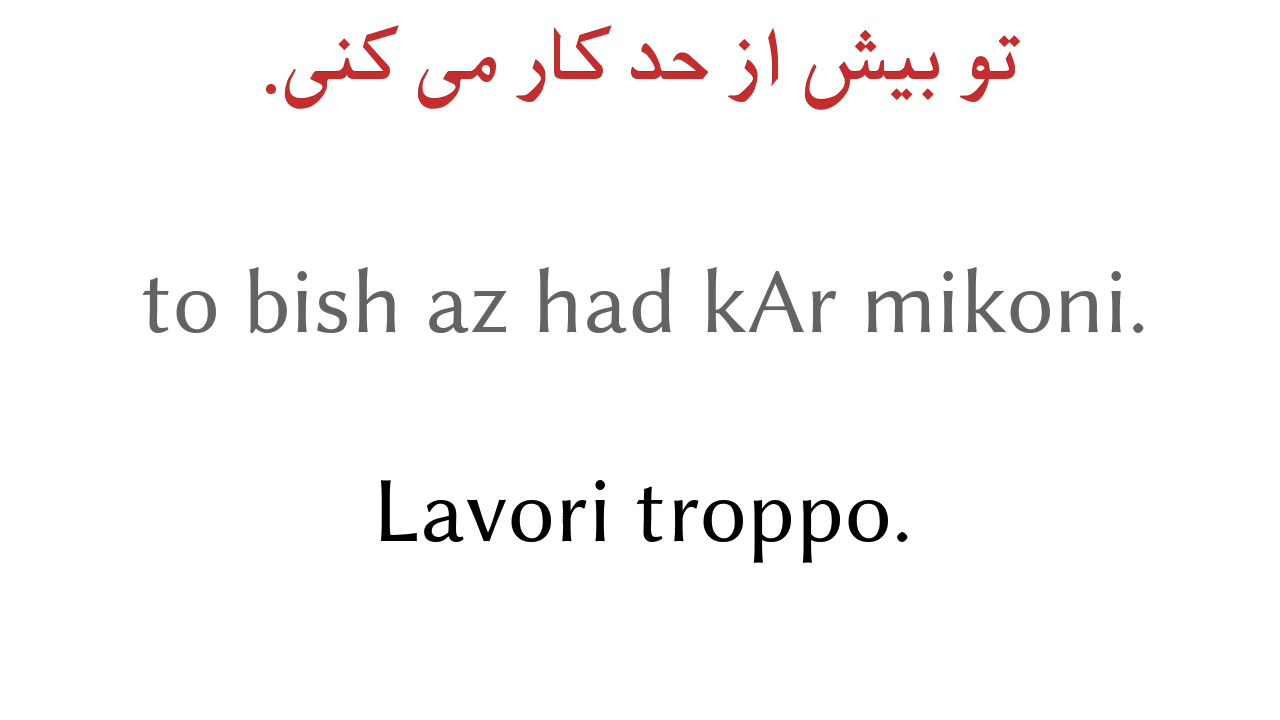 تو بیش از حد کار می کنی.
to bish az had kAr mikoni.
Lavori troppo.